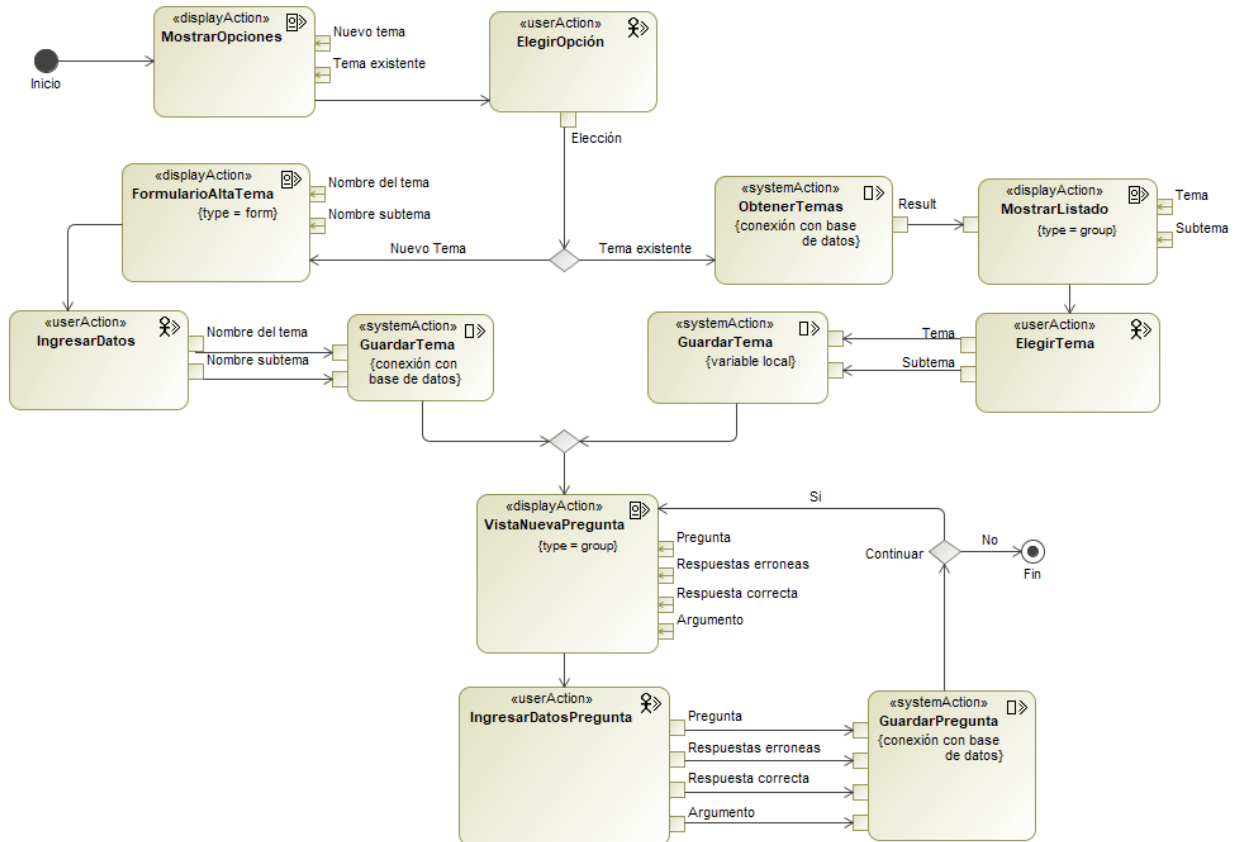 «displayAction»
MostrarOpciones
Nuevo tema
Tema existente
«userAction»
ElegirOpción
Inicio
Elección
«displayAction»
FormularioAltaTema
{type = form}
Nombre del tema
Nombre subtema
«systemAction»
ObtenerTemas
{conexión con base
de datos}
Result
«displayAction»
MostrarListado
{type = group}
Tema
Subtema
Nuevo Tema
Tema existente
«userAction»
IngresarDatos
Nombre del tema
Nombre subtema
«systemAction»
GuardarTema
{conexión con
base de datos}
«systemAction»
GuardarTema
{variable local}
Tema
Subtema
«userAction»
ElegirTema
«displayAction»
VistaNuevaPregunta
{type = group}
Pregunta
Respuestas erroneas
Respuesta correcta
Argumento
Si
Continuar
No
Fin
«userAction»
IngresarDatosPregunta
Pregunta
Respuestas erroneas
Respuesta correcta
Argumento
«systemAction»
GuardarPregunta
{conexión con base
de datos}